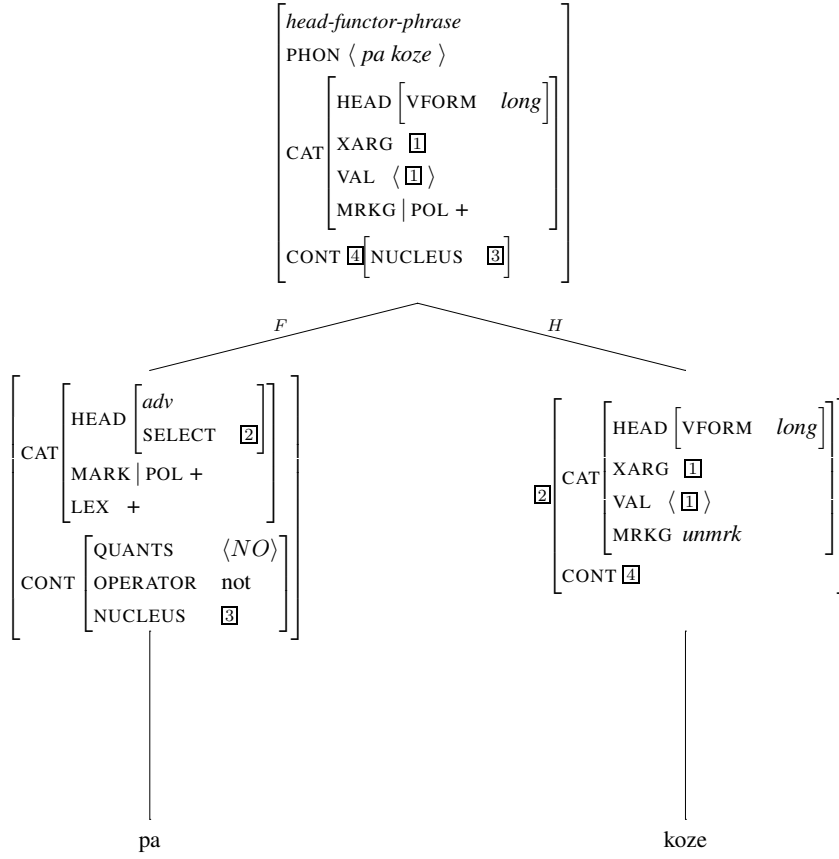 head-functor-phrase
PHON ⟨ pa koze ⟩
HEAD [VFORM long]
CAT
XARG 1
VAL ⟨ 1 ⟩
MRKG | POL +
CONT 4 [NUCLEUS 3]
F
H
adv
HEAD
SELECT 2
CAT
MARK | POL +
LEX +
QUANTS ⟨NO⟩
CONT OPERATOR not
NUCLEUS 3
HEAD [VFORM long]
XARG 1
2 CAT
VAL ⟨ 1 ⟩
MRKG unmrk
CONT 4
pa
koze